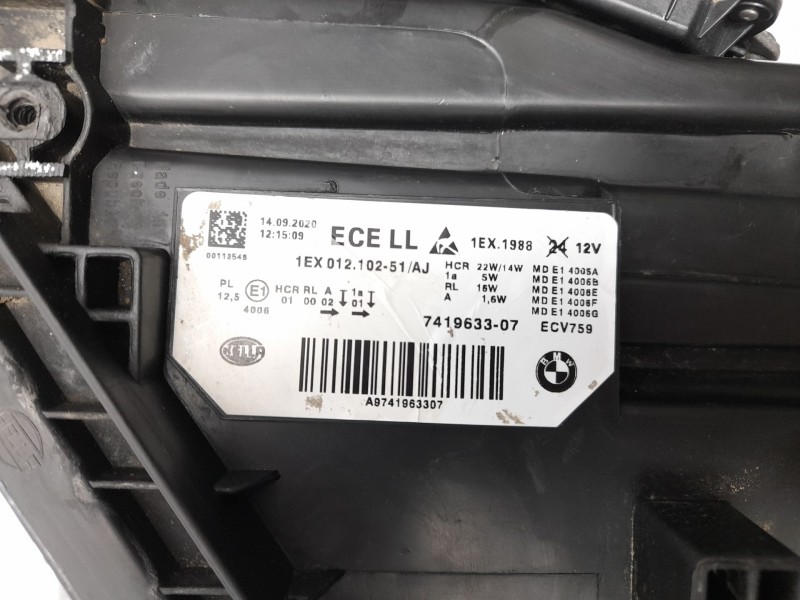 14.09.2020
12:15:09
00113546
ECE LL
1EX.1988 24 12V
1EX 012.102-51/AJ
HCR 22W/14W
1a 5W
RL 16W
A 1,6W
MD E1 4005A
MD E1 4006B
MD E1 4006E
MD E1 4006F
MD E1 4006G
PL
12,5
E1
4006
HCR RL A 1a
01 00 02 01
7419633-07 ECV759
HELLA
A9741963307
BMW